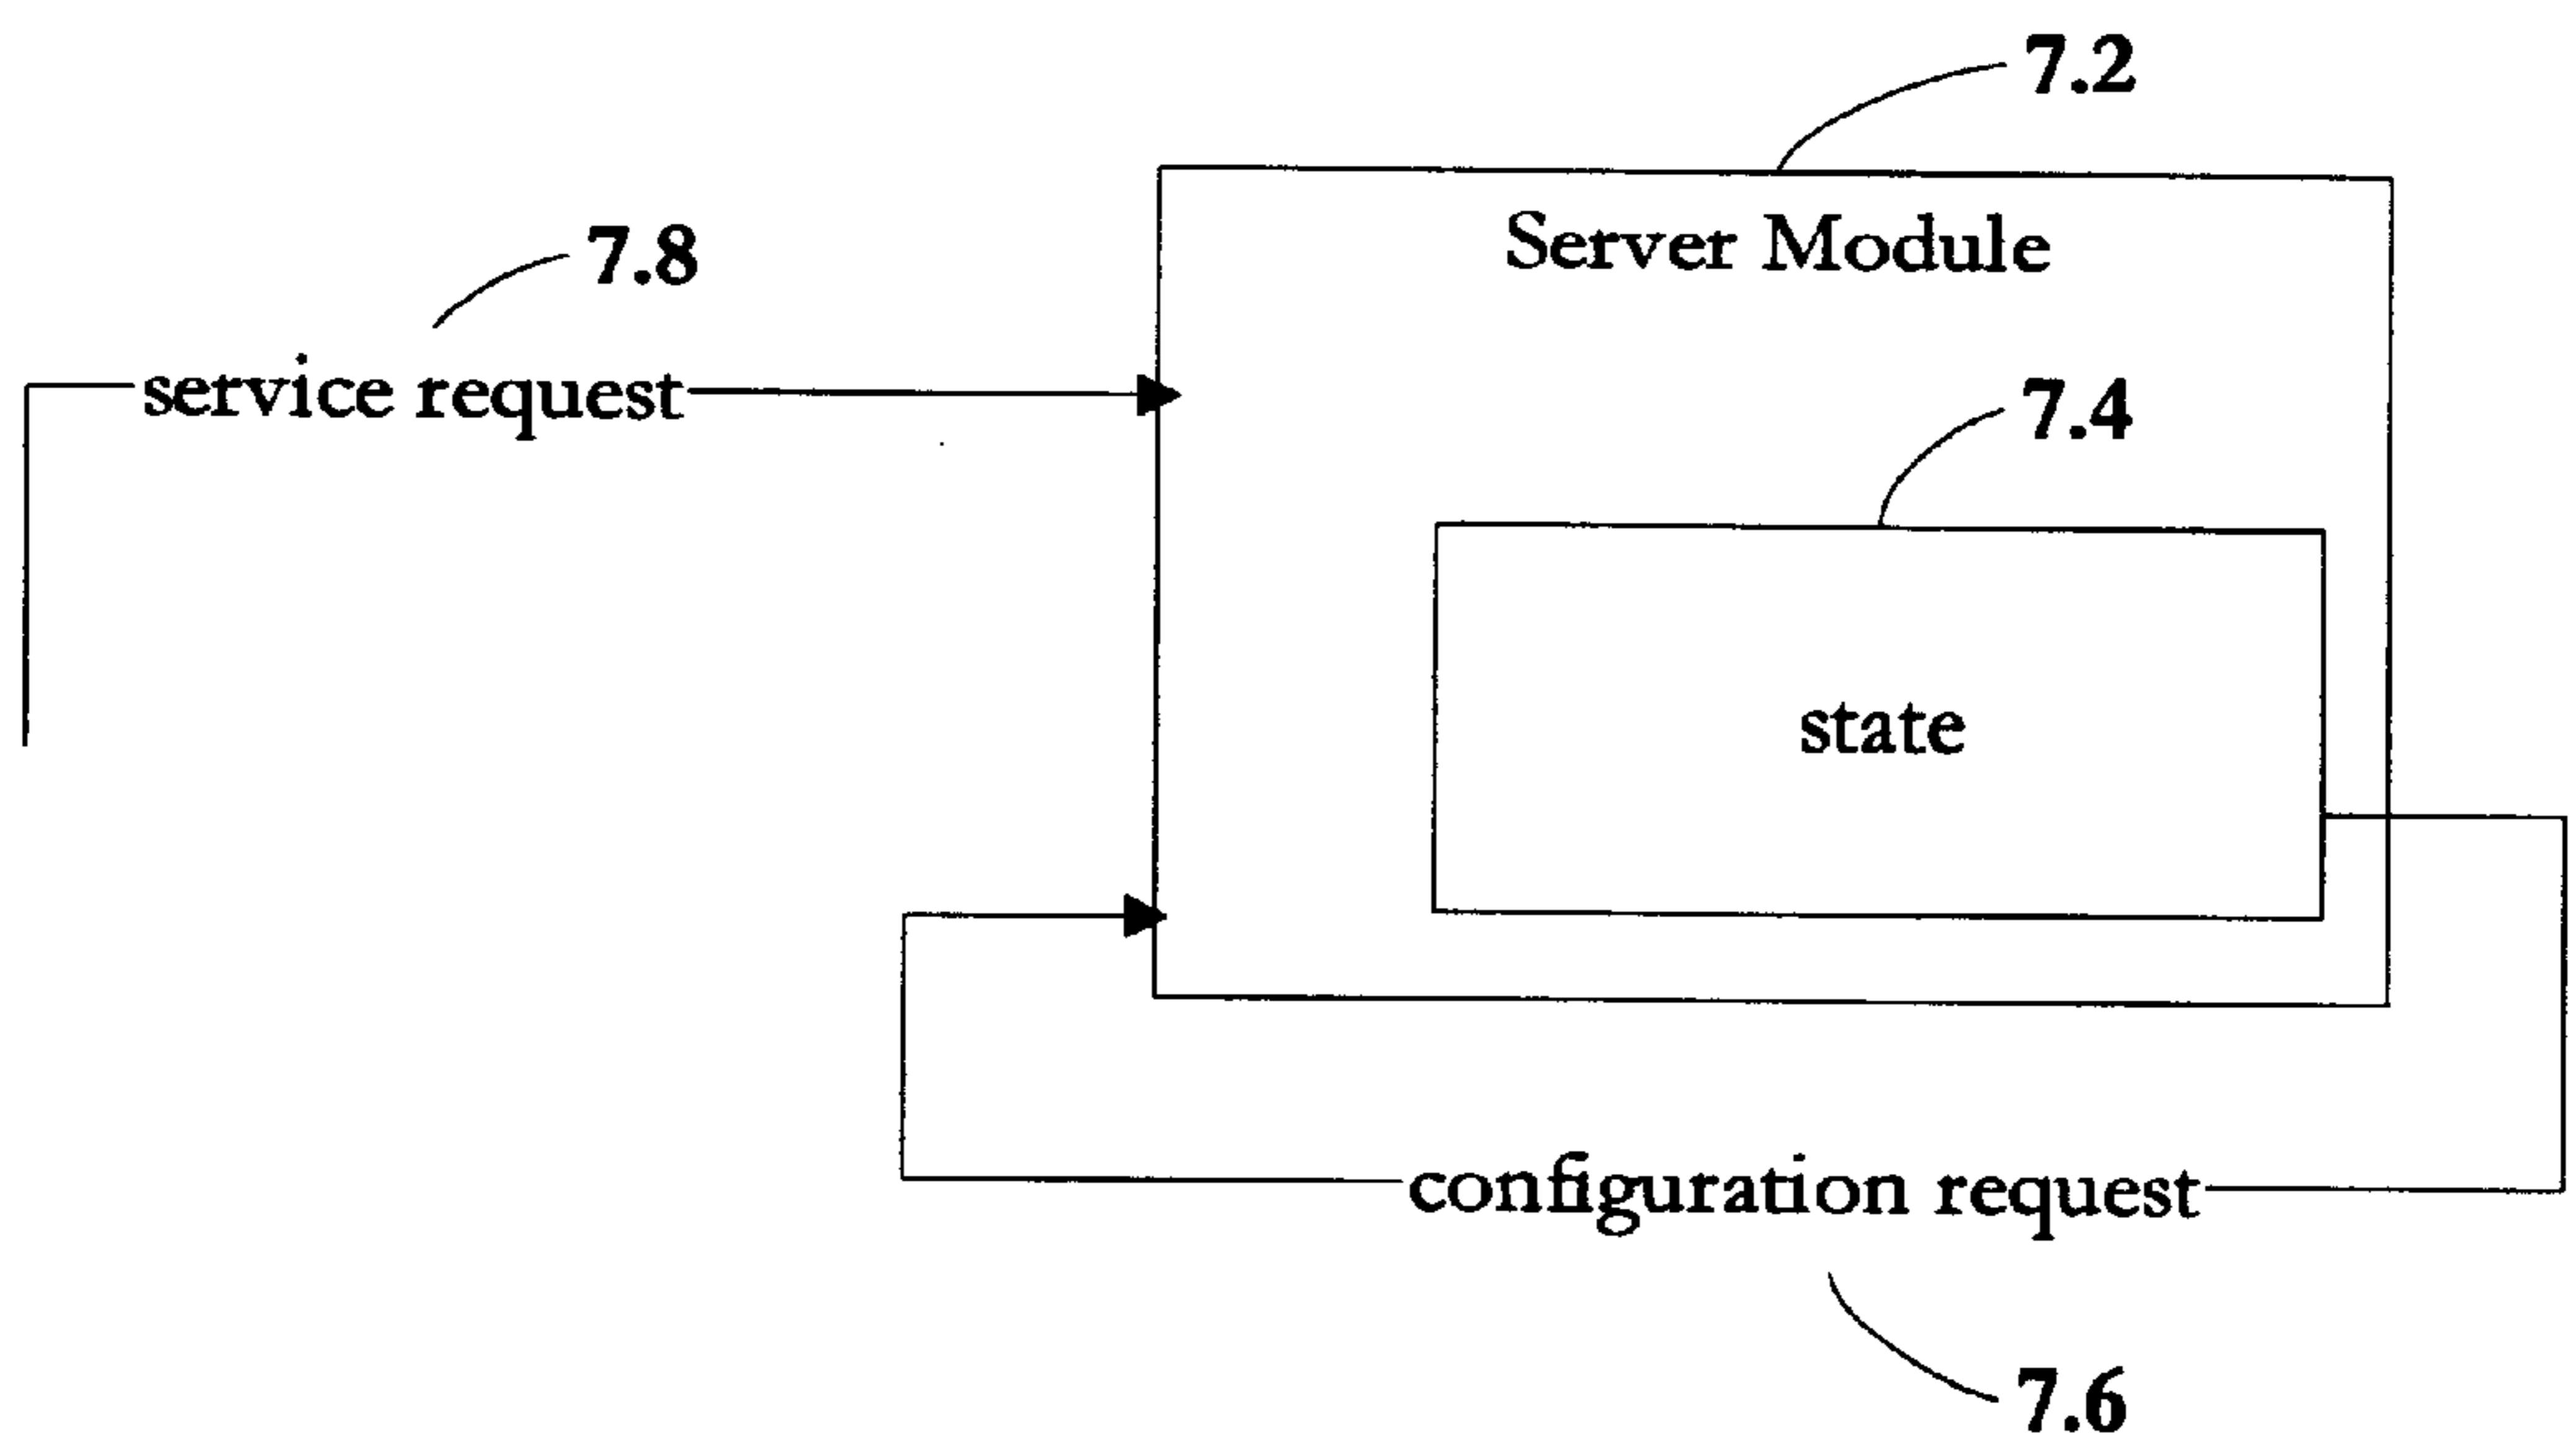 7.2
7.8
Server Module
service request
7.4
state
configuration request
7.6